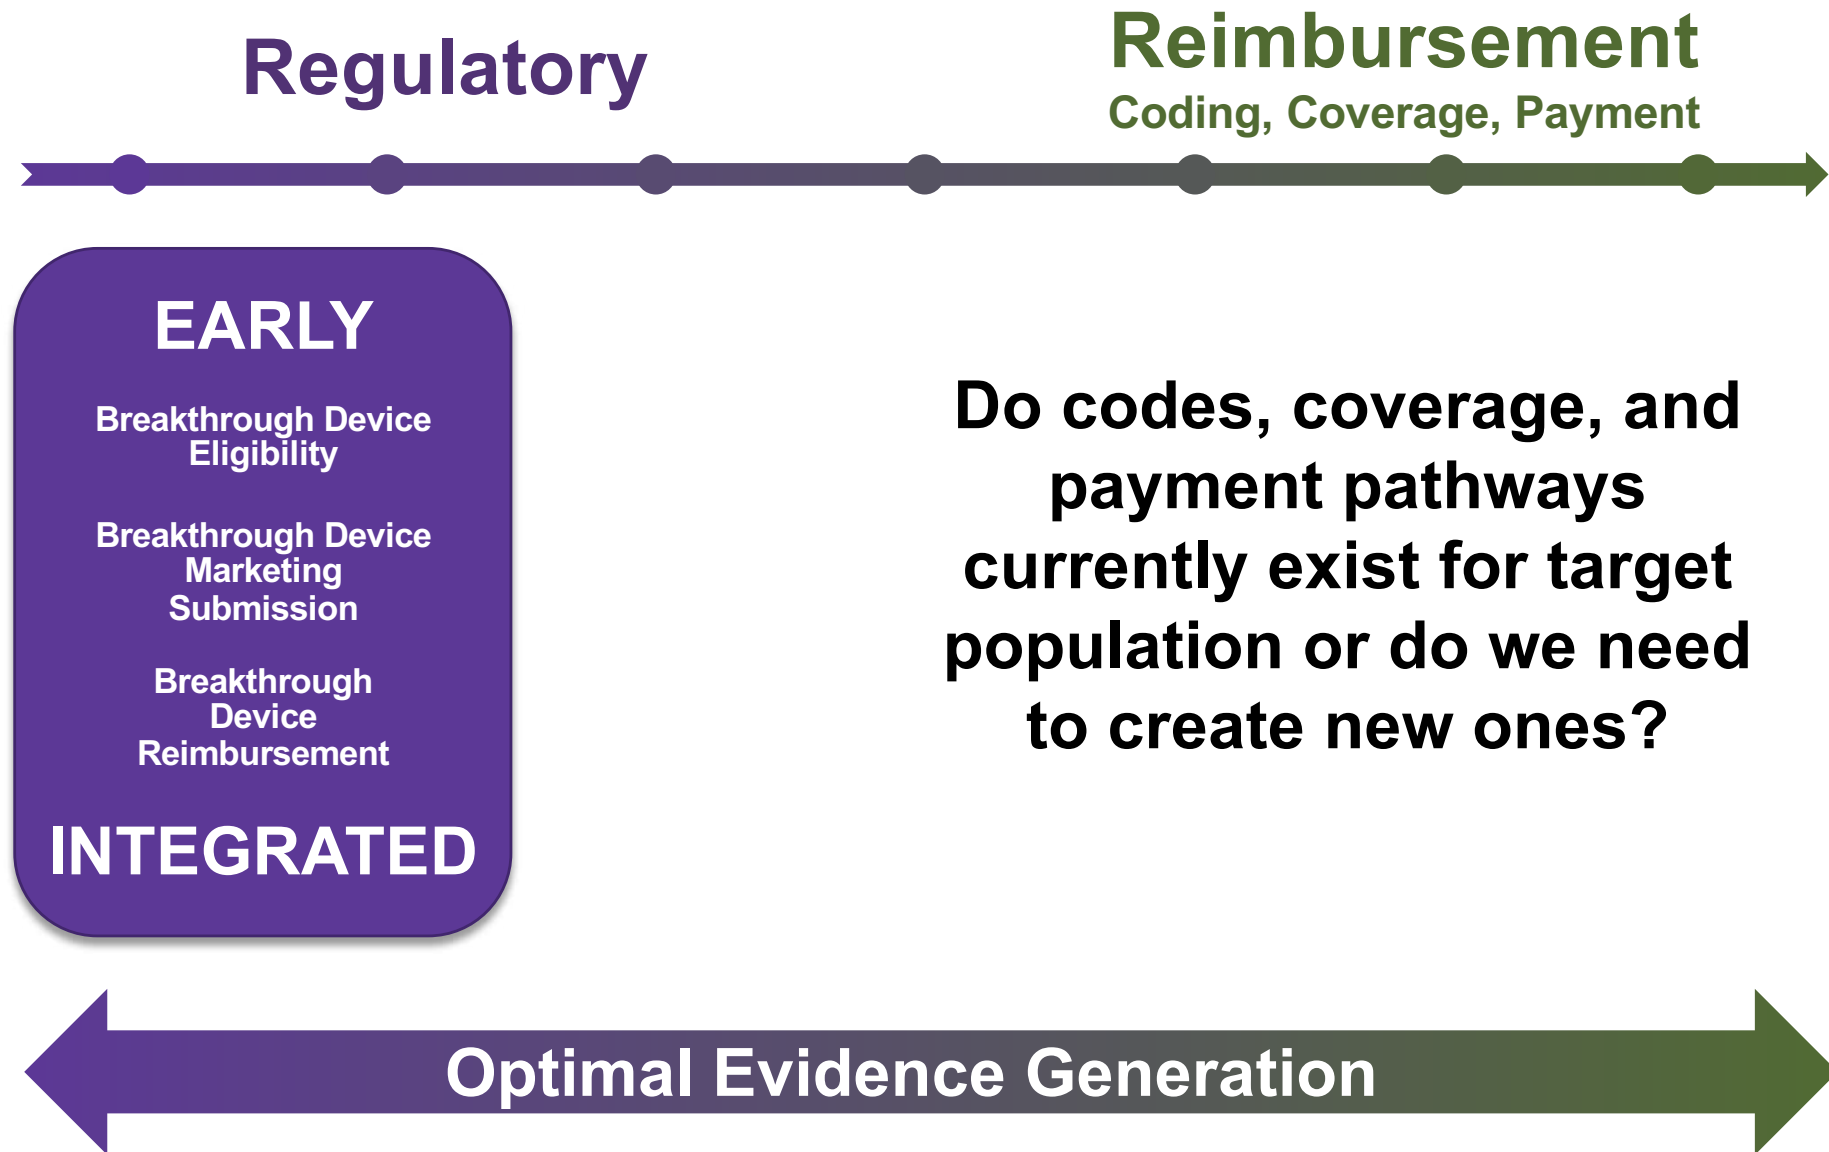 Regulatory
Reimbursement
Coding, Coverage, Payment
EARLY
Breakthrough Device
Eligibility
Breakthrough Device
Marketing
Submission
Breakthrough
Device
Reimbursement
INTEGRATED
Do codes, coverage, and
payment pathways
currently exist for target
population or do we need
to create new ones?
Optimal Evidence Generation